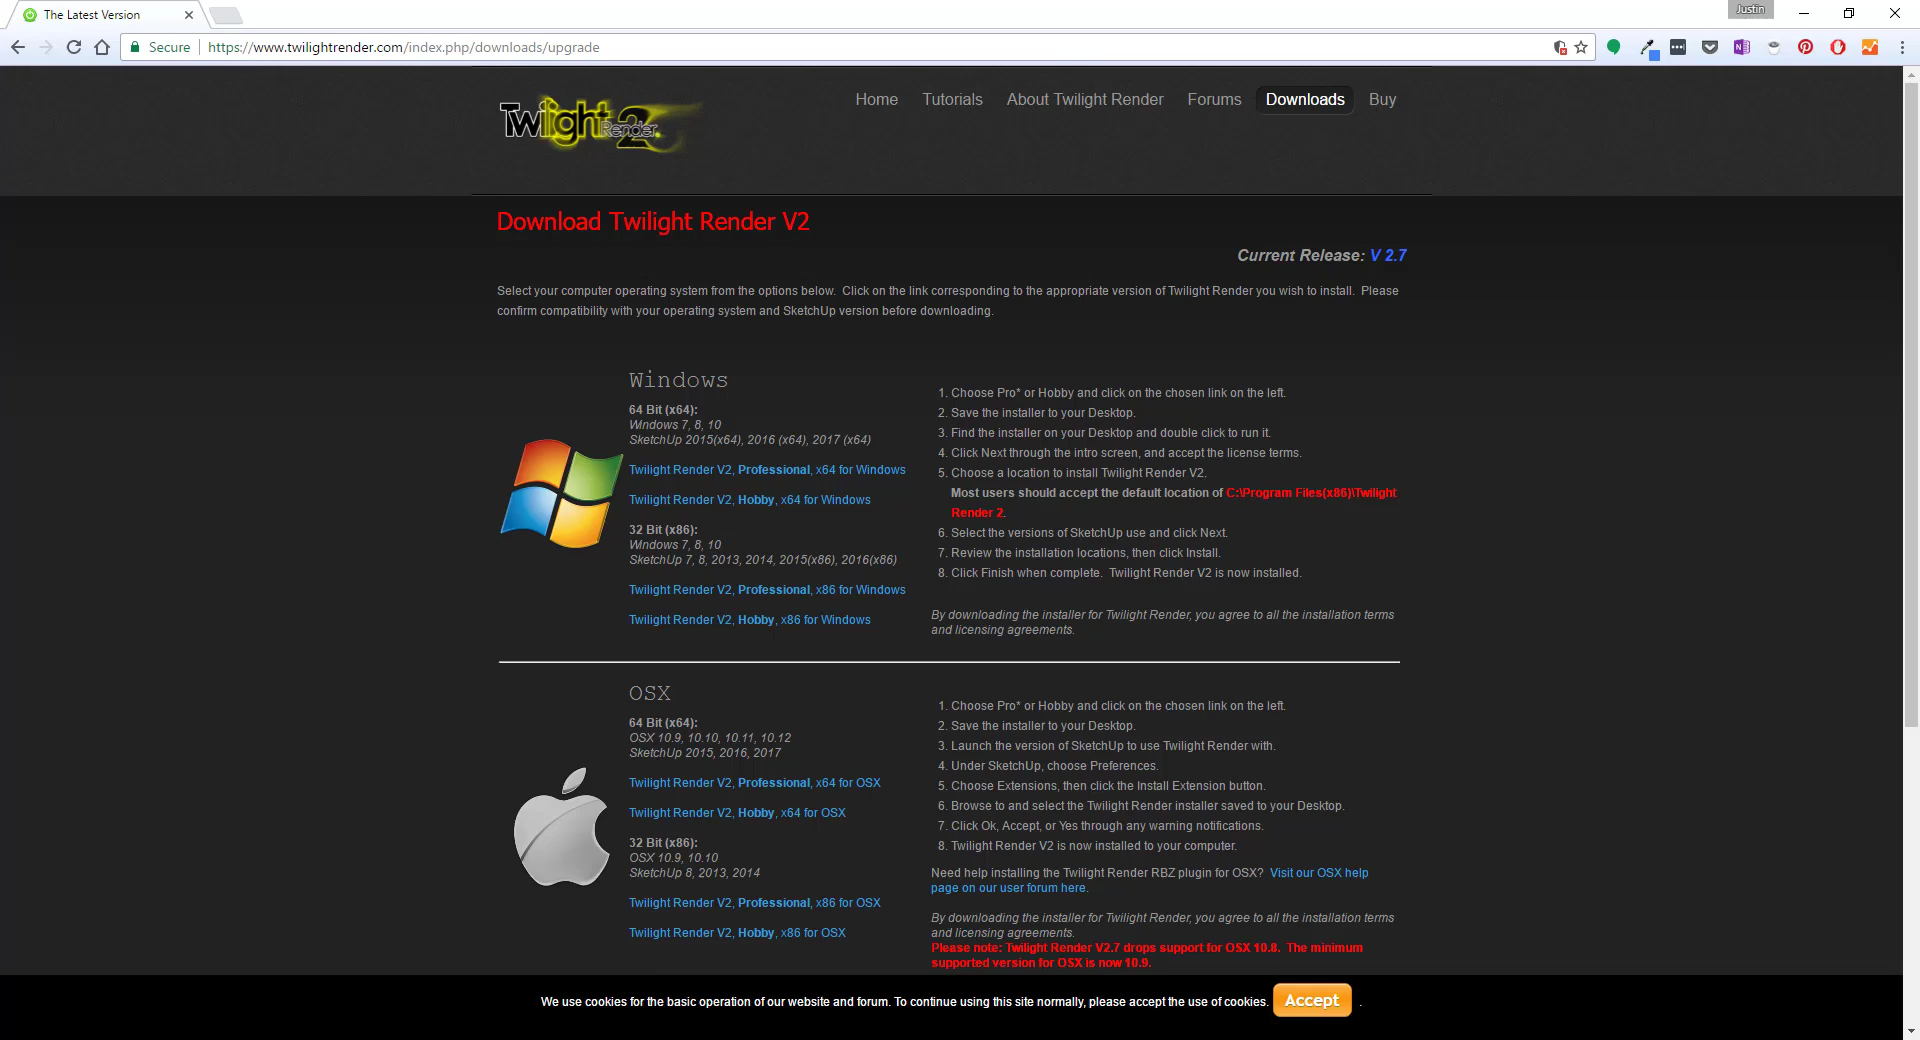 The Latest Version
Justin
Secure
https://www.twilightrender.com/index.php/downloads/upgrade
Twilight Render 2
Home
Tutorials
About Twilight Render
Forums
Downloads
Buy
Download Twilight Render V2
Current Release: V 2.7
Select your computer operating system from the options below.  Click on the link corresponding to the appropriate version of Twilight Render you wish to install.  Please
confirm compatibility with your operating system and SketchUp version before downloading.
Windows
64 Bit (x64):
Windows 7, 8, 10
SketchUp 2015(x64), 2016 (x64), 2017 (x64)
Twilight Render V2, Professional, x64 for Windows
Twilight Render V2, Hobby, x64 for Windows
32 Bit (x86):
Windows 7, 8, 10
SketchUp 7, 8, 2013, 2014, 2015(x86), 2016(x86)
Twilight Render V2, Professional, x86 for Windows
Twilight Render V2, Hobby, x86 for Windows
1. Choose Pro* or Hobby and click on the chosen link on the left.
2. Save the installer to your Desktop.
3. Find the installer on your Desktop and double click to run it.
4. Click Next through the intro screen, and accept the license terms.
5. Choose a location to install Twilight Render V2.
Most users should accept the default location of C:\Program Files(x86)\Twilight
Render 2.
6. Select the versions of SketchUp use and click Next.
7. Review the installation locations, then click Install.
8. Click Finish when complete.  Twilight Render V2 is now installed.
By downloading the installer for Twilight Render, you agree to all the installation terms
and licensing agreements.
OSX
64 Bit (x64):
OSX 10.9, 10.10, 10.11, 10.12
SketchUp 2015, 2016, 2017
Twilight Render V2, Professional, x64 for OSX
Twilight Render V2, Hobby, x64 for OSX
32 Bit (x86):
OSX 10.9, 10.10
SketchUp 8, 2013, 2014
Twilight Render V2, Professional, x86 for OSX
Twilight Render V2, Hobby, x86 for OSX
1. Choose Pro* or Hobby and click on the chosen link on the left.
2. Save the installer to your Desktop.
3. Launch the version of SketchUp to use Twilight Render with.
4. Under SketchUp, choose Preferences.
5. Choose Extensions, then click the Install Extension button.
6. Browse to and select the Twilight Render installer saved to your Desktop.
7. Click Ok, Accept, or Yes through any warning notifications.
8. Twilight Render V2 is now installed to your computer.
Need help installing the Twilight Render RBZ plugin for OSX?  Visit our OSX help
page on our user forum here.
By downloading the installer for Twilight Render, you agree to all the installation terms
and licensing agreements.
Please note: Twilight Render V2.7 drops support for OSX 10.8.  The minimum
supported version for OSX is now 10.9.
We use cookies for the basic operation of our website and forum. To continue using this site normally, please accept the use of cookies. Accept .